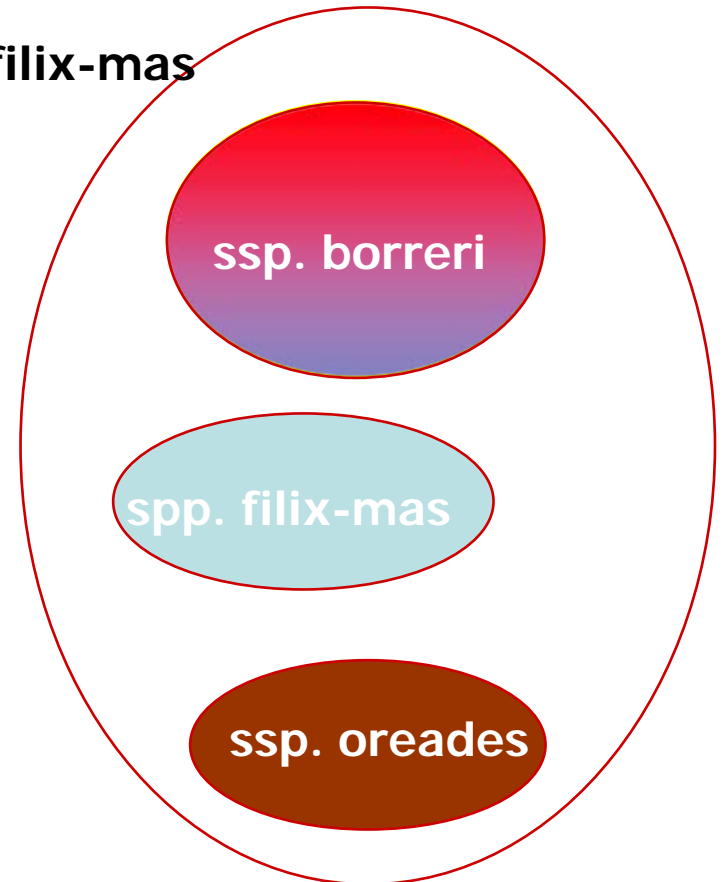 filix-mas
ssp. borreri
spp. filix-mas
ssp. oreades